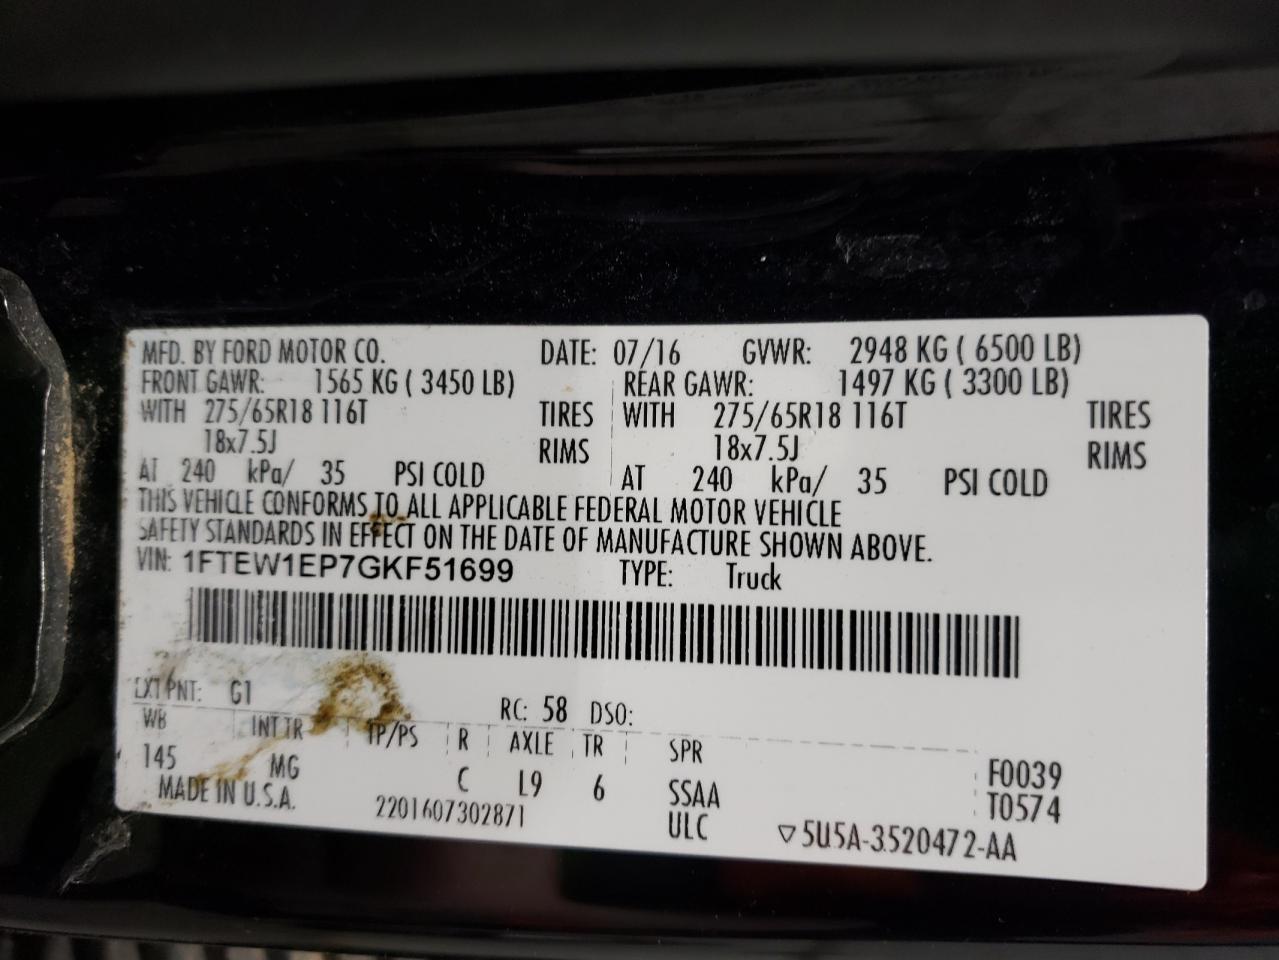 MFD. BY FORD MOTOR CO. DATE: 07/16 GVWR: 2948 KG ( 6500 LB)
FRONT GAWR: 1565 KG ( 3450 LB) REAR GAWR: 1497 KG ( 3300 LB)
WITH 275/65R18 116T TIRES WITH 275/65R18 116T TIRES
18x7.5J RIMS 18x7.5J RIMS
AT 240 kPa/ 35 PSI COLD AT 240 kPa/ 35 PSI COLD
THIS VEHICLE CONFORMS TO ALL APPLICABLE FEDERAL MOTOR VEHICLE
SAFETY STANDARDS IN EFFECT ON THE DATE OF MANUFACTURE SHOWN ABOVE.
VIN: 1FTEW1EP7GKF51699 TYPE: Truck
EXT PNT: G1 RC: 58 DSO:
WB INT TR TP/PS R AXLE TR SPR
145 MG C L9 6 SSAA F0039
MADE IN U.S.A. 2201607302871 ULC T0574
▽5U5A-3520472-AA